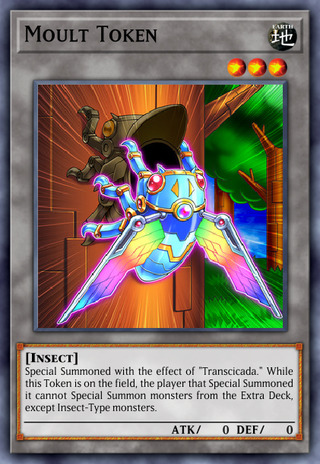 Moult Token
EARTH
地
[Insect]
Special Summoned with the effect of "Transcicada." While
this Token is on the field, the player that Special Summoned
it cannot Special Summon monsters from the Extra Deck,
except Insect-Type monsters.
ATK/ 0 DEF/ 0